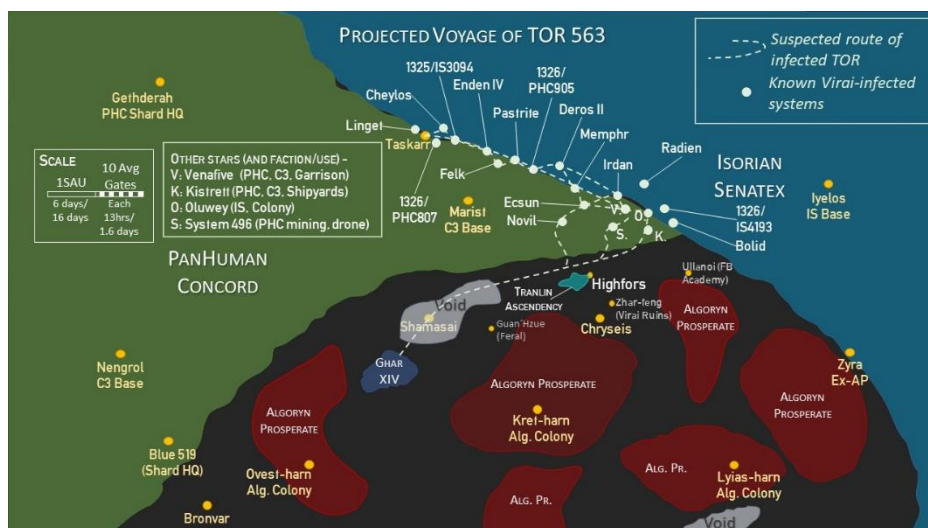 PROJECTED VOYAGE OF TOR 563
Suspected route of
infected TOR
Known Virai-infected
systems
Gethderah
PHC Shard HQ
1325/IS3094
Enden IV
1326/
PHC905
Cheylos
Pastrite
Deros II
Linget
Memphr
Taskarr
Irdan
Radien
ISORIAN
SENATEX
SCALE
10 Avg
Gates
1SAU
6 days/
16 days
Each
13hrs/
1.6 days
OTHER STARS (AND FACTION/USE) –
V: Venafive (PHC, C3, Garrison)
K: Kistrett (PHC, C3, Shipyards)
O: Oluwey (IS, Colony)
S: System 496 (PHC mining, drone)
1326/
PHC807
Felk
Marist
C3 Base
Ecsun
Novil
V.
O.
S.
K.
1326/
IS4193
Bolid
Iyelos
IS Base
PANHUMAN
CONCORD
TRANLIN
ASCENDENCY
Highfors
Ullanoi (FB
Academy)
Zhar-feng
(Virai Ruins)
Chryseis
Void
Shamasai
Guan'Hzue
(Feral)
GHAR
XIV
ALGORYN
PROSPERATE
Nengrol
C3 Base
ALGORYN PROSPERATE
Zyra
Ex-AP
ALGORYN
PROSPERATE
ALGORYN
PROSPERATE
Kret-harn
Alg. Colony
Blue 519
(Shard HQ)
Ovest-harn
Alg. Colony
ALG. PR.
ALG. PR.
Lyias-harn
Alg. Colony
Bronvar
Void